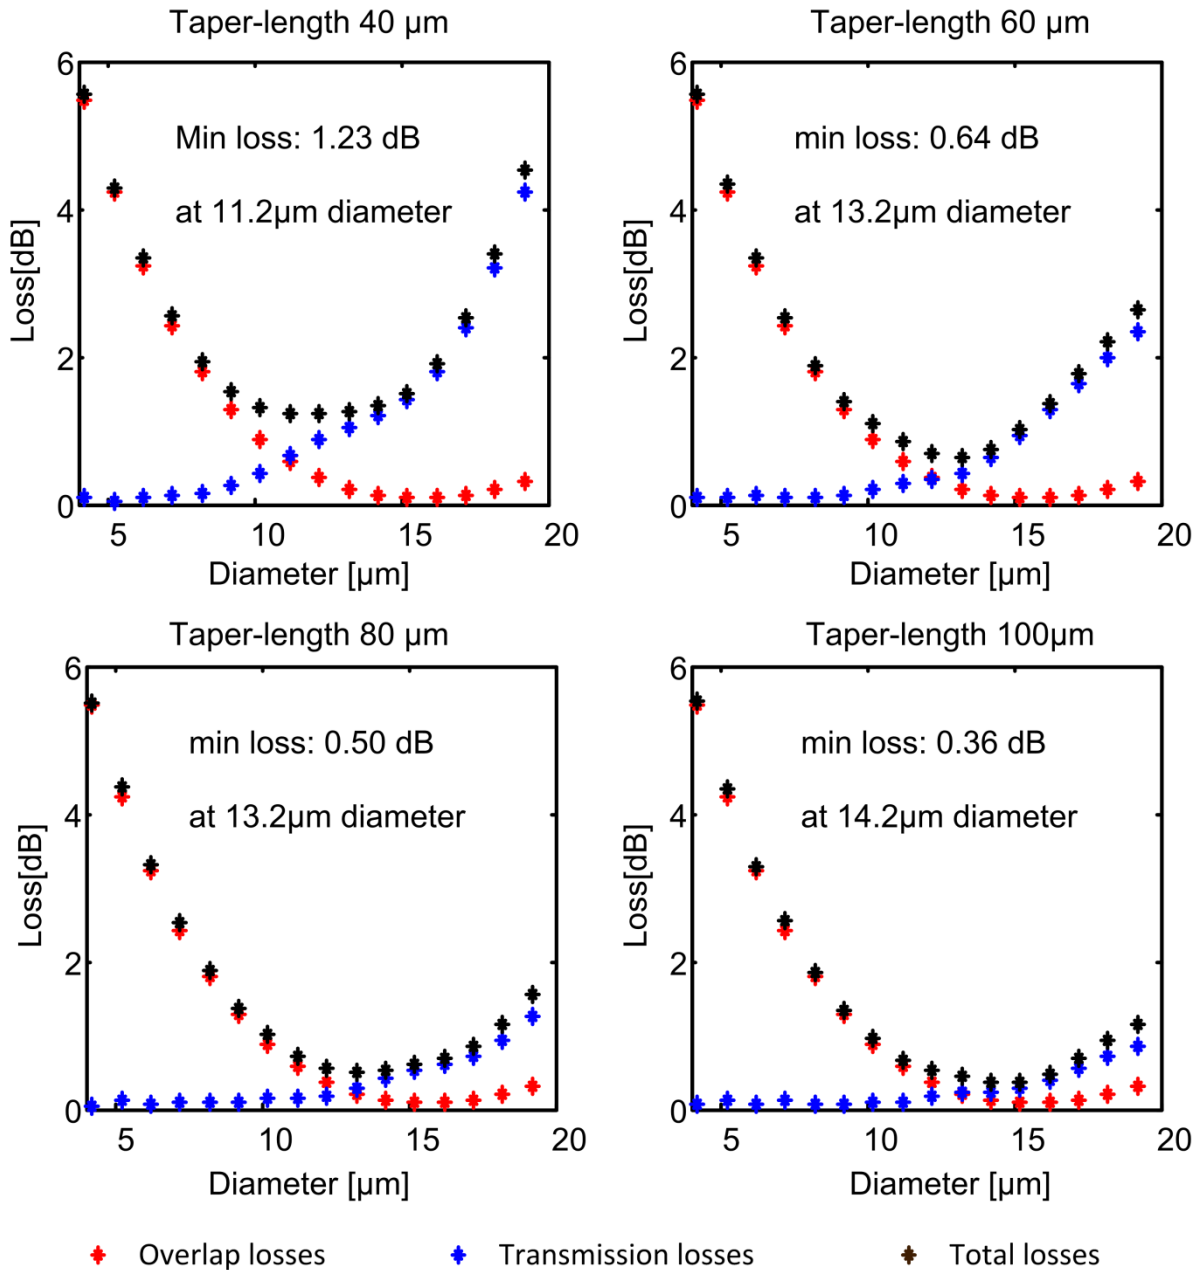 Taper-length 40 µm
6
4
2
0
Loss[dB]
Min loss: 1.23 dB
at 11.2µm diameter
5 10 15 20
Diameter [µm]
Taper-length 60 µm
6
4
2
0
Loss[dB]
min loss: 0.64 dB
at 13.2µm diameter
5 10 15 20
Diameter [µm]
Taper-length 80 µm
6
4
2
0
Loss[dB]
min loss: 0.50 dB
at 13.2µm diameter
5 10 15 20
Diameter [µm]
Taper-length 100µm
6
4
2
0
Loss[dB]
min loss: 0.36 dB
at 14.2µm diameter
5 10 15 20
Diameter [µm]
Overlap losses
Transmission losses
Total losses